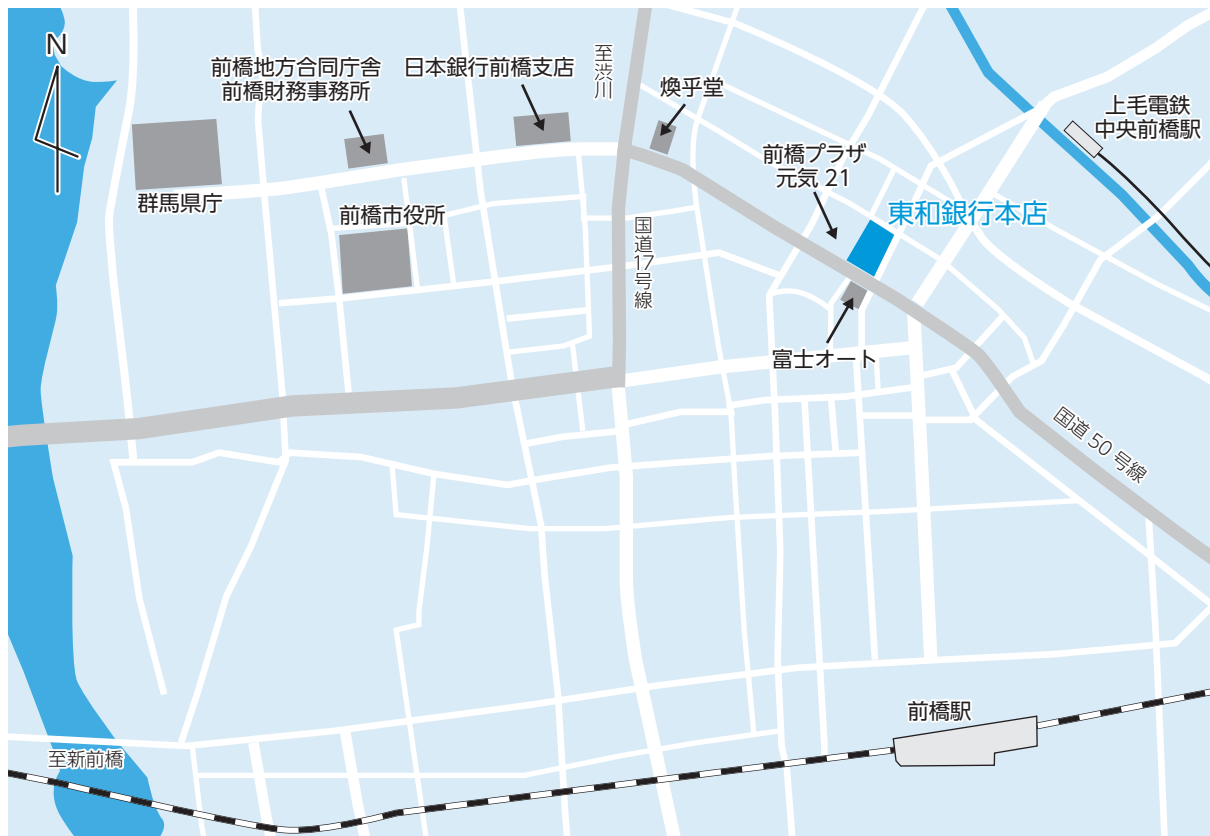 N
前橋地方合同庁舎
前橋財務事務所
日本銀行前橋支店
至渋川
煥乎堂
上毛電鉄
中央前橋駅
前橋プラザ
元気 21
群馬県庁
前橋市役所
東和銀行本店
国道17号線
富士オート
国道 50 号線
前橋駅
至新前橋